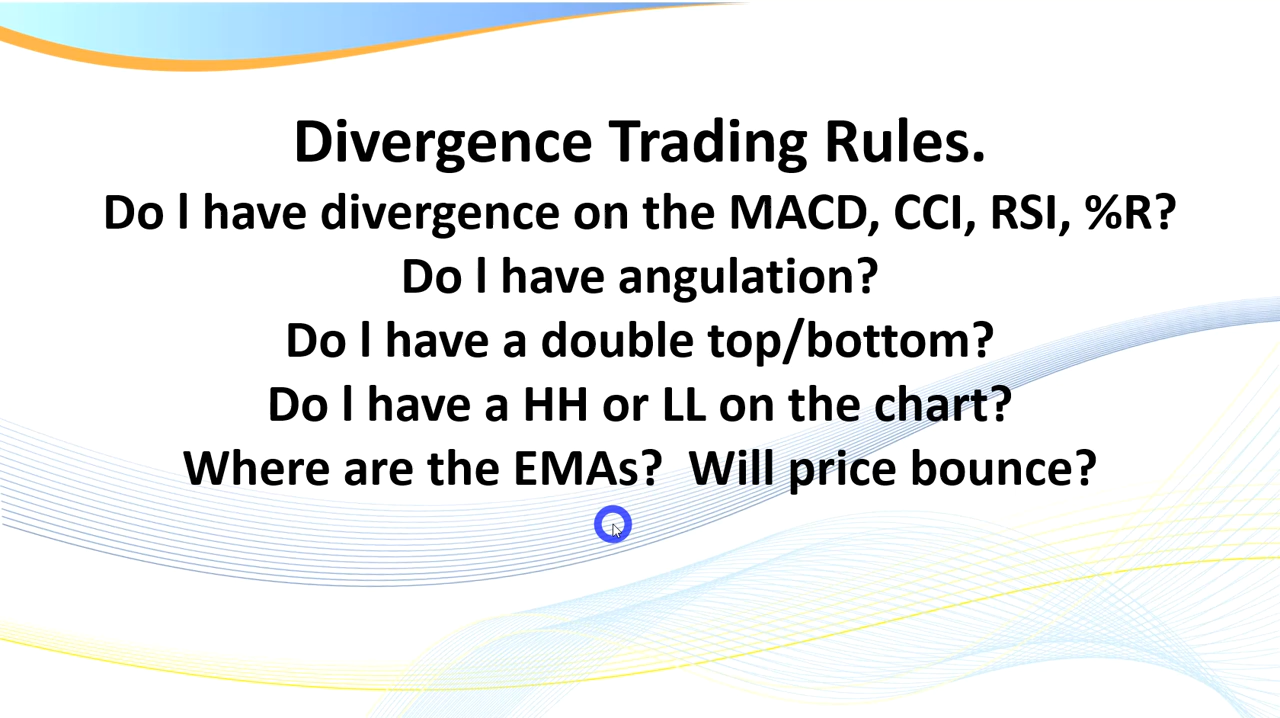 Divergence Trading Rules.
Do I have divergence on the MACD, CCI, RSI, %R?
Do I have angulation?
Do I have a double top/bottom?
Do I have a HH or LL on the chart?
Where are the EMAs?  Will price bounce?